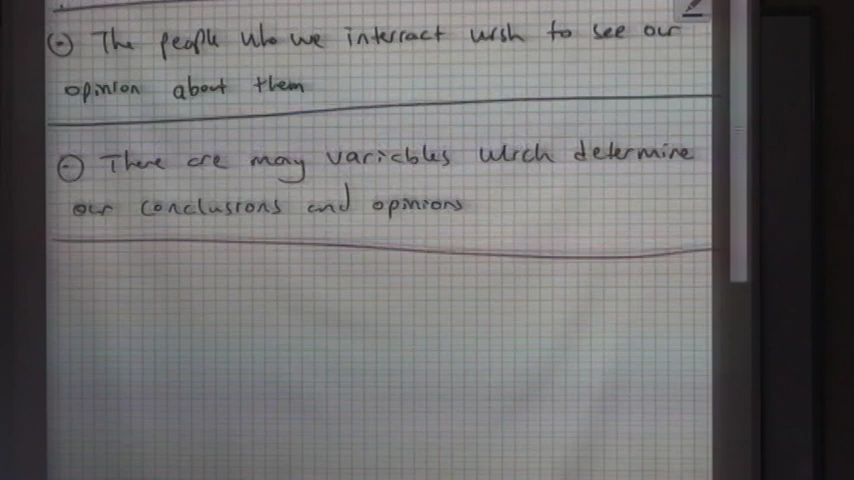 The people who we interract wish to see our
opinion about them
There are may variables which determine
our conclusions and opinions